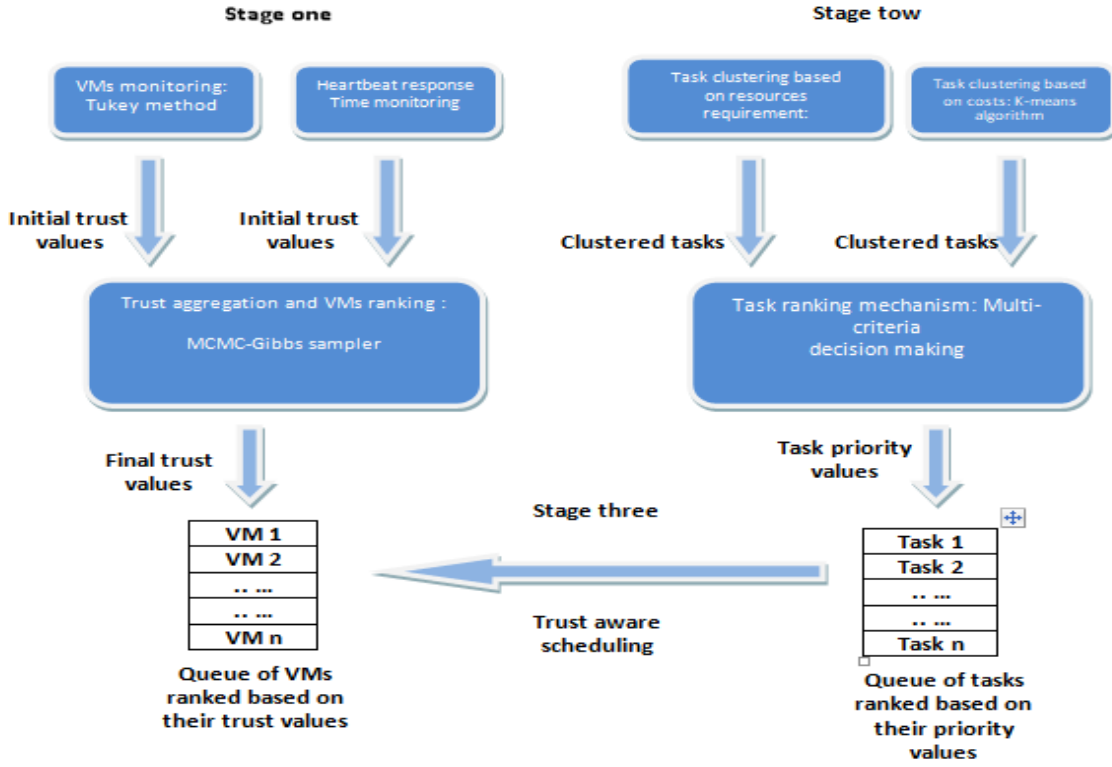 Stage one
Stage tow
VMs monitoring:
Tukey method
Heartbeat response
Time monitoring
Task clustering based
on resources
requirement:
Task clustering based
on costs: K-means
algorithm
Initial trust
values
Initial trust
values
Clustered tasks
Clustered tasks
Trust aggregation and VMs ranking :
MCMC-Gibbs sampler
Task ranking mechanism: Multi-
criteria
decision making
Final trust
values
Task priority
values
Stage three
VM 1
VM 2
.. ...
.. ...
VM n
Task 1
Task 2
.. ...
.. ...
Task n
Trust aware
scheduling
Queue of VMs
ranked based on
their trust values
Queue of tasks
ranked based on
their priority
values